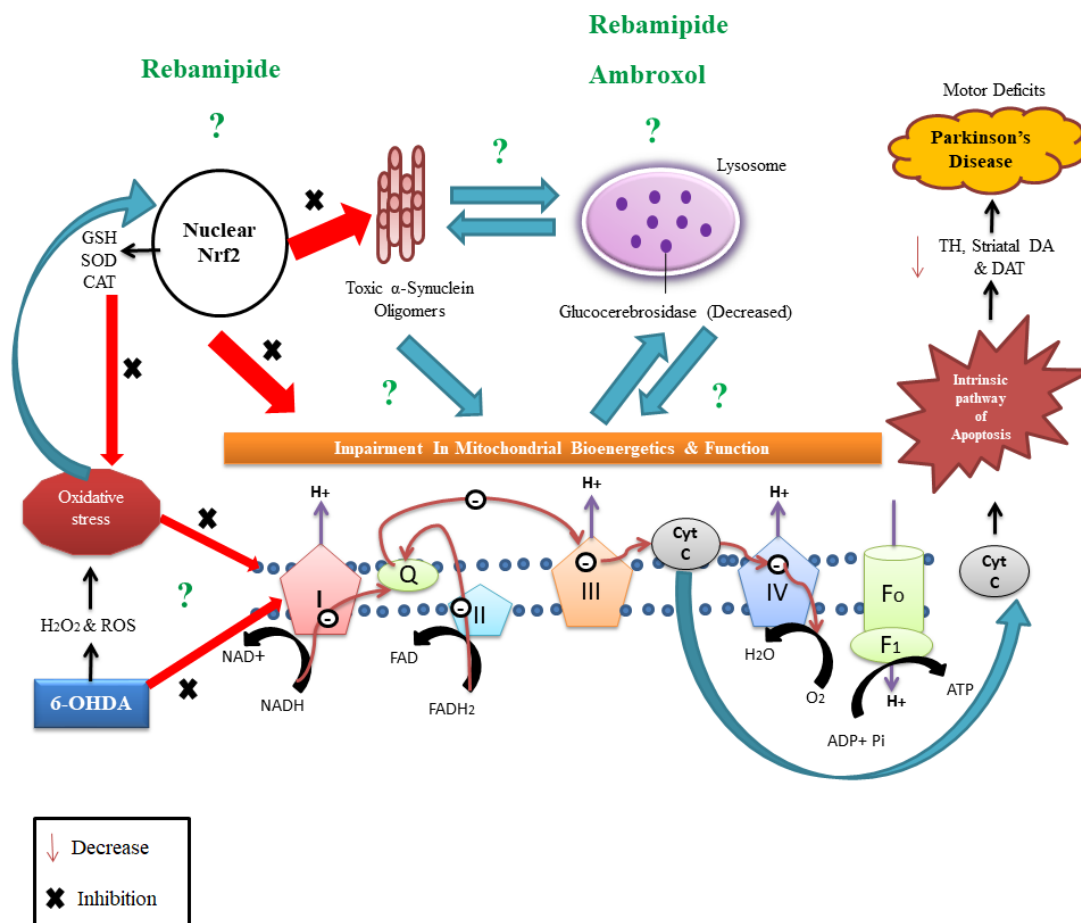 Rebamipide
?
Rebamipide
Ambroxol
?
?
Motor Deficits
Parkinson's
Disease
Lysosome
GSH
SOD
CAT
Nuclear
Nrf2
Toxic α-Synuclein
Oligomers
Glucocerebrosidase (Decreased)
TH, Striatal DA
& DAT
Intrinsic
pathway
of
Apoptosis
?
?
Impairment In Mitochondrial Bioenergetics & Function
Oxidative
stress
?
H2O2 & ROS
6-OHDA
H+
H+
H+
I
Q
II
III
Cyt
C
IV
Fo
F1
H+
Cyt
C
NAD+
NADH
FAD
FADH2
H2O
O2
ADP+ Pi
ATP
Decrease
Inhibition